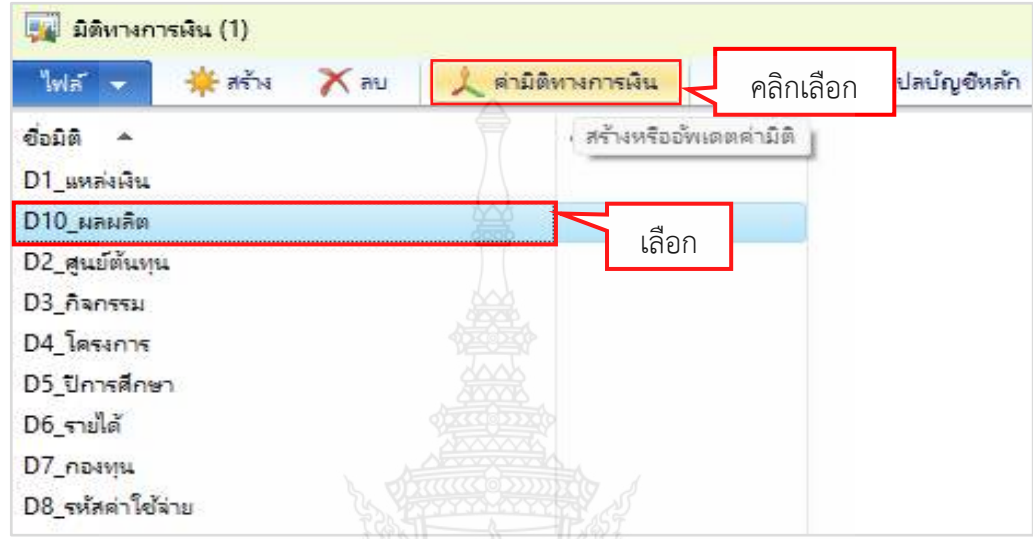 มิติทางการเงิน (1)
ไฟล์ สร้าง ลบ ค่ามิติทางการเงิน คลิกเลือก ปลบัญชีหลัก
ชื่อมิติ สร้างหรืออัพเดตค่ามิติ
D1_แหล่งเงิน
D10_ผลผลิต
เลือก
D2_ศูนย์ต้นทุน
D3_กิจกรรม
D4_โครงการ
D5_ปีการศึกษา
D6_รายได้
D7_กองทุน
D8_รหัสค่าใช้จ่าย